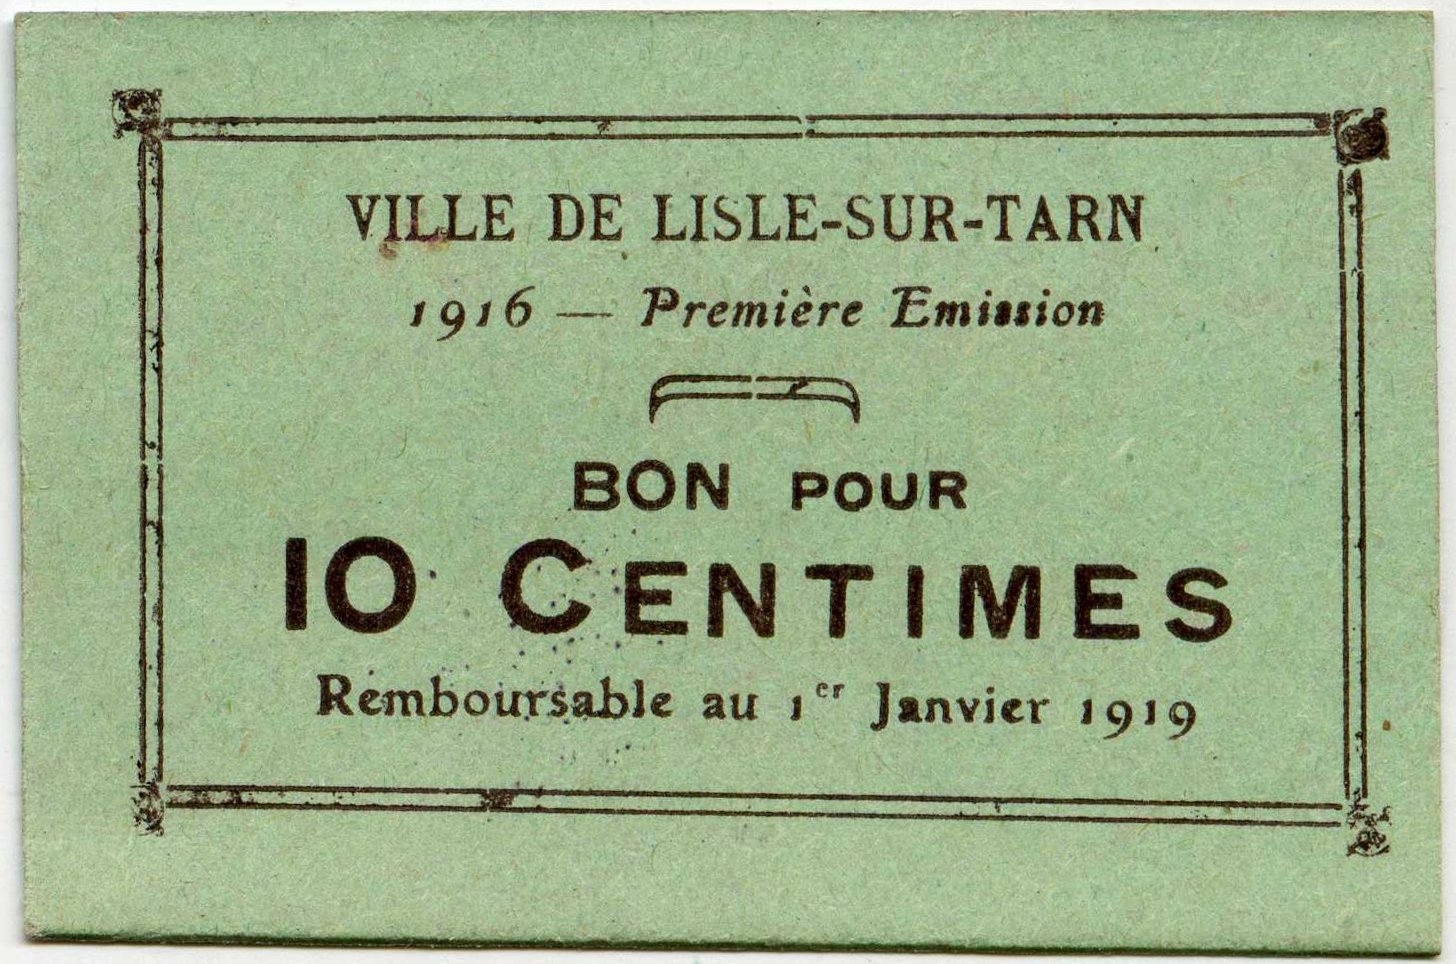 VILLE DE LISLE-SUR-TARN
1916 — Première Emission
BON POUR
10 CENTIMES
Remboursable au 1er Janvier 1919